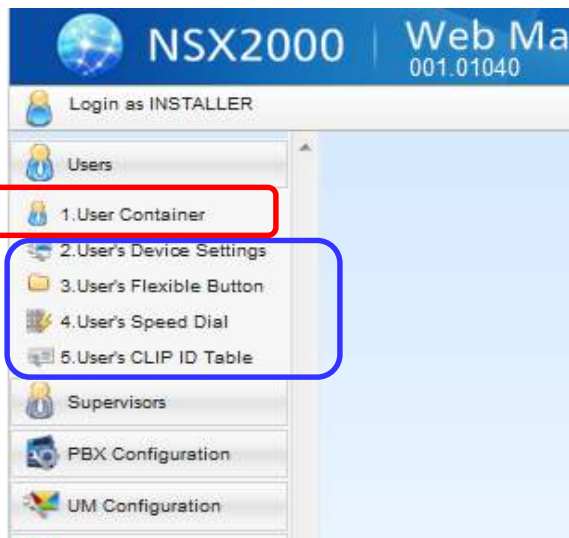 NSX2000
Web Ma
001.01040
Login as INSTALLER
Users
1.User Container
2.User's Device Settings
3.User's Flexible Button
4.User's Speed Dial
5.User's CLIP ID Table
Supervisors
PBX Configuration
UM Configuration